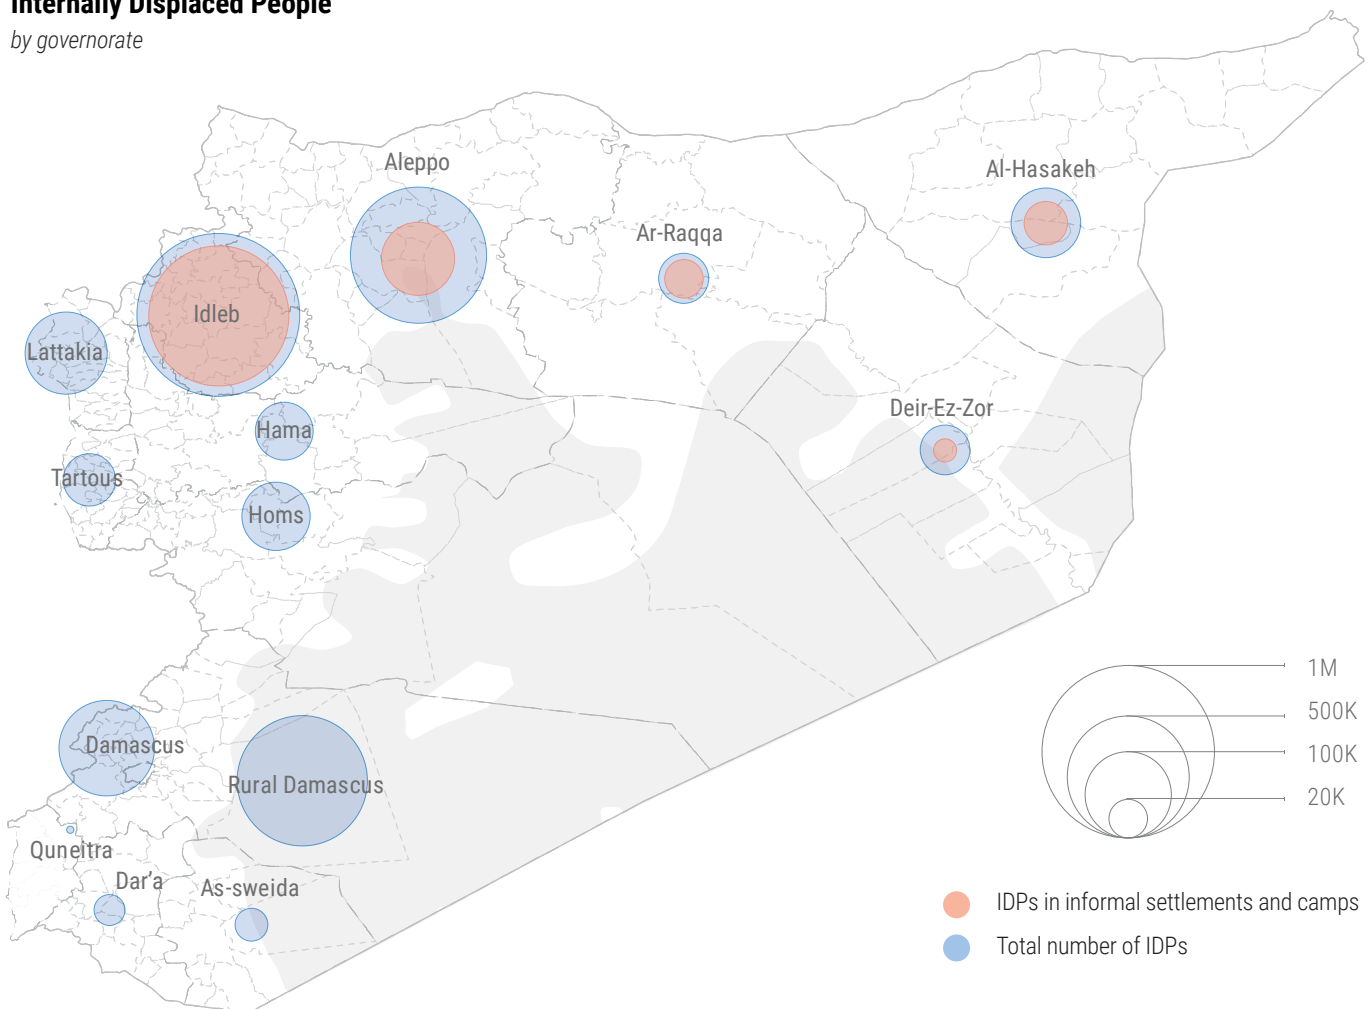 Internally Displaced People
by governorate
Aleppo
Al-Hasakeh
Ar-Raqqa
Idleb
Lattakia
Deir-Ez-Zor
Hama
Tartous
Homs
1M
500K
100K
20K
Damascus
Rural Damascus
Quneitra
Dar'a
As-sweida
IDPs in informal settlements and camps
Total number of IDPs